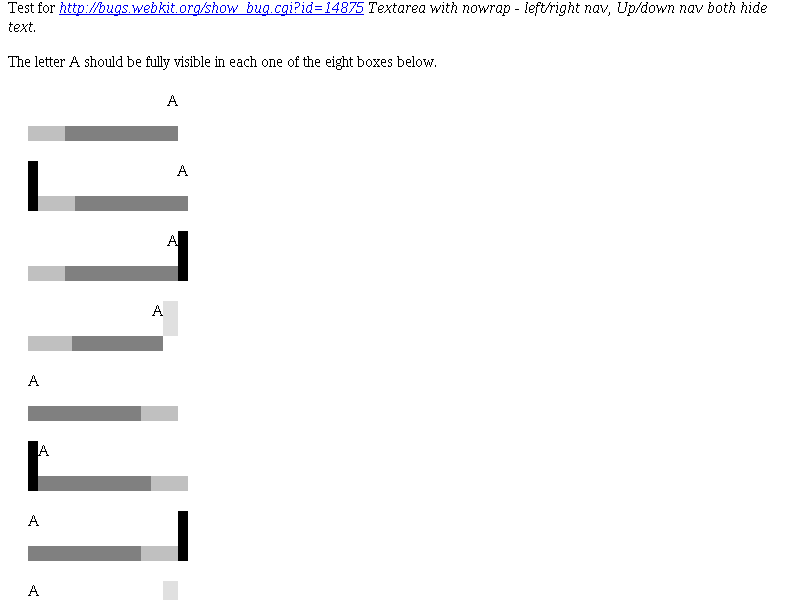 Test for http://bugs.webkit.org/show_bug.cgi?id=14875 Textarea with nowrap - left/right nav, Up/down nav both hide
text.
The letter A should be fully visible in each one of the eight boxes below.
A
A
A
A
A
A
A
A